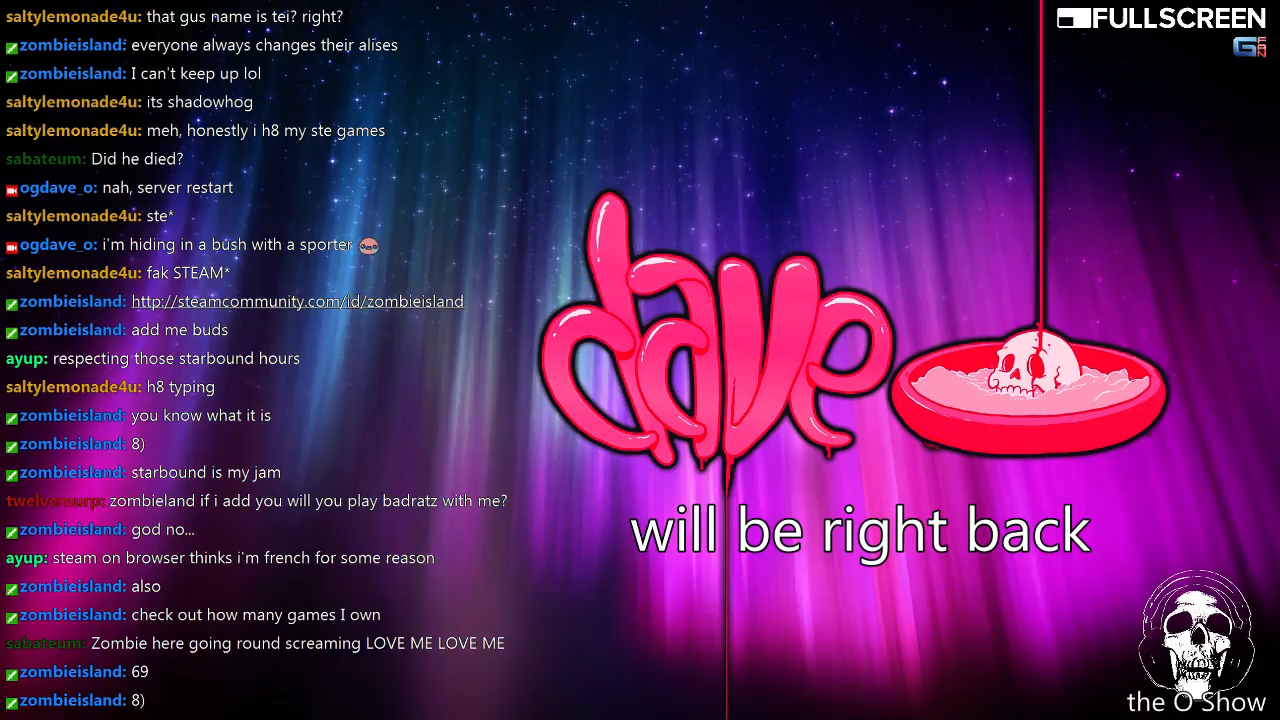 saltylemonade4u: that gus name is tei? right?
zombieisland: everyone always changes their alises
zombieisland: I can't keep up lol
saltylemonade4u: its shadowhog
saltylemonade4u: meh, honestly i h8 my ste games
sabateum: Did he died?
ogdave_o: nah, server restart
saltylemonade4u: ste*
ogdave_o: i'm hiding in a bush with a sporter
saltylemonade4u: fak STEAM*
zombieisland: http://steamcommunity.com/id/zombieisland
zombieisland: add me buds
ayup: respecting those starbound hours
saltylemonade4u: h8 typing
zombieisland: you know what it is
zombieisland: 8)
zombieisland: starbound is my jam
twelvemurp: zombieland if i add you will you play badratz with me?
zombieisland: god no...
ayup: steam on browser thinks i'm french for some reason
zombieisland: also
zombieisland: check out how many games I own
sabateum: Zombie here going round screaming LOVE ME LOVE ME
zombieisland: 69
zombieisland: 8)
FULLSCREEN
G FAN
dave
will be right back
the O Show